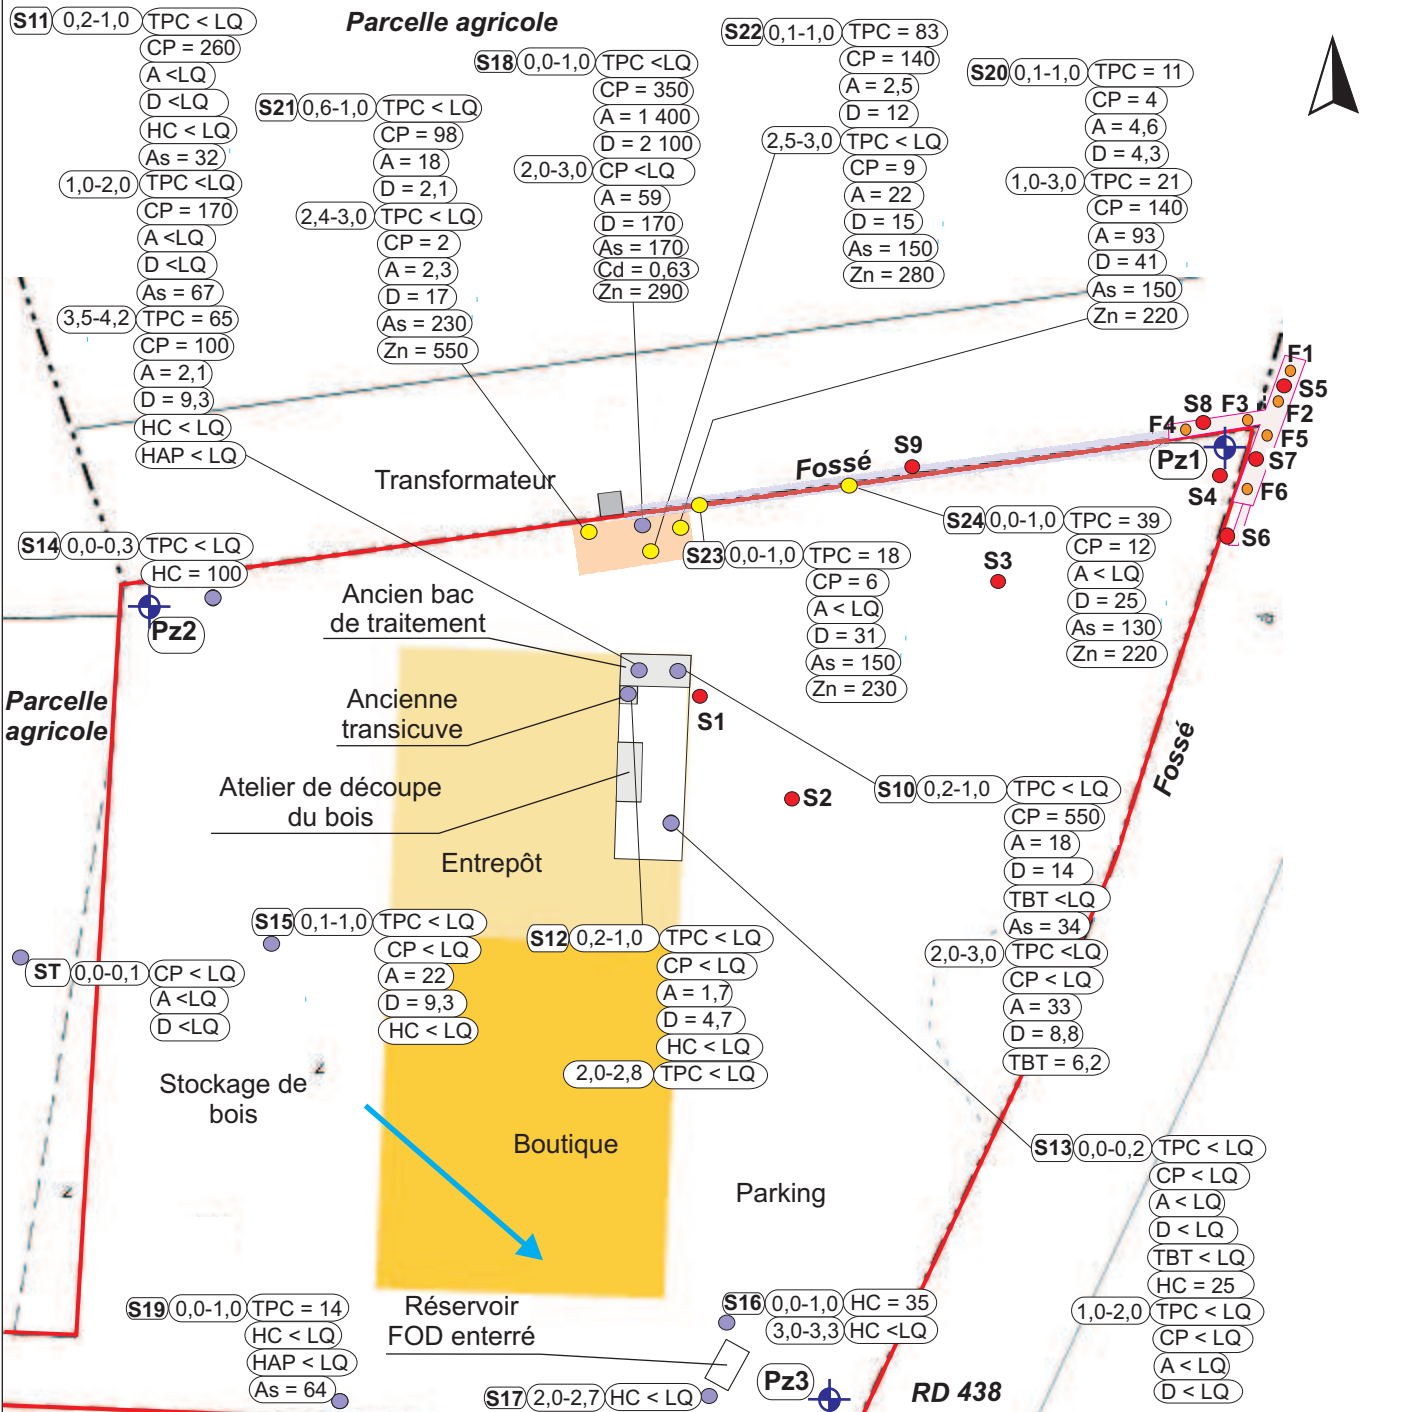 Parcelle agricole
S11 0,2-1,0 TPC < LQ
CP = 260
A <LQ
D <LQ
HC < LQ
As = 32
1,0-2,0 TPC <LQ
CP = 170
A <LQ
D <LQ
As = 67
3,5-4,2 TPC = 65
CP = 100
A = 2,1
D = 9,3
HC < LQ
HAP < LQ
S21 0,6-1,0 TPC < LQ
CP = 98
A = 18
D = 2,1
2,4-3,0 TPC < LQ
CP = 2
A = 2,3
D = 17
As = 230
Zn = 550
S18 0,0-1,0 TPC <LQ
CP = 350
A = 1 400
D = 2 100
2,0-3,0 CP <LQ
A = 59
D = 170
As = 170
Cd = 0,63
Zn = 290
S22 0,1-1,0 TPC = 83
CP = 140
A = 2,5
D = 12
2,5-3,0 TPC < LQ
CP = 9
A = 22
D = 15
As = 150
Zn = 280
S20 0,1-1,0 TPC = 11
CP = 4
A = 4,6
D = 4,3
1,0-3,0 TPC = 21
CP = 140
A = 93
D = 41
As = 150
Zn = 220
F1
S5
F2
S8 F3
F4
F5
Pz1
S7
S4
F6
S6
S9
Fossé
Transformateur
S14 0,0-0,3 TPC < LQ
HC = 100
Pz2
S24 0,0-1,0 TPC = 39
CP = 12
A < LQ
D = 25
As = 130
Zn = 220
S23 0,0-1,0 TPC = 18
CP = 6
A < LQ
D = 31
As = 150
Zn = 230
S3
Ancien bac
de traitement
Parcelle
agricole
Ancienne
transicuve
S1
Fossé
Atelier de découpe
du bois
S2
S10 0,2-1,0 TPC < LQ
CP = 550
A = 18
D = 14
TBT <LQ
As = 34
2,0-3,0 TPC <LQ
CP < LQ
A = 33
D = 8,8
TBT = 6,2
Entrepôt
S15 0,1-1,0 TPC < LQ
CP < LQ
A = 22
D = 9,3
HC < LQ
S12 0,2-1,0 TPC < LQ
CP < LQ
A = 1,7
D = 4,7
HC < LQ
2,0-2,8 TPC < LQ
ST 0,0-0,1 CP < LQ
A <LQ
D <LQ
Stockage de
bois
Boutique
S13 0,0-0,2 TPC < LQ
CP < LQ
A < LQ
D < LQ
TBT < LQ
HC = 25
1,0-2,0 TPC < LQ
CP < LQ
A < LQ
D < LQ
Parking
S19 0,0-1,0 TPC = 14
HC < LQ
HAP < LQ
As = 64
Réservoir
FOD enterré
S16 0,0-1,0 HC = 35
3,0-3,3 HC <LQ
S17 2,0-2,7 HC < LQ
Pz3
RD 438